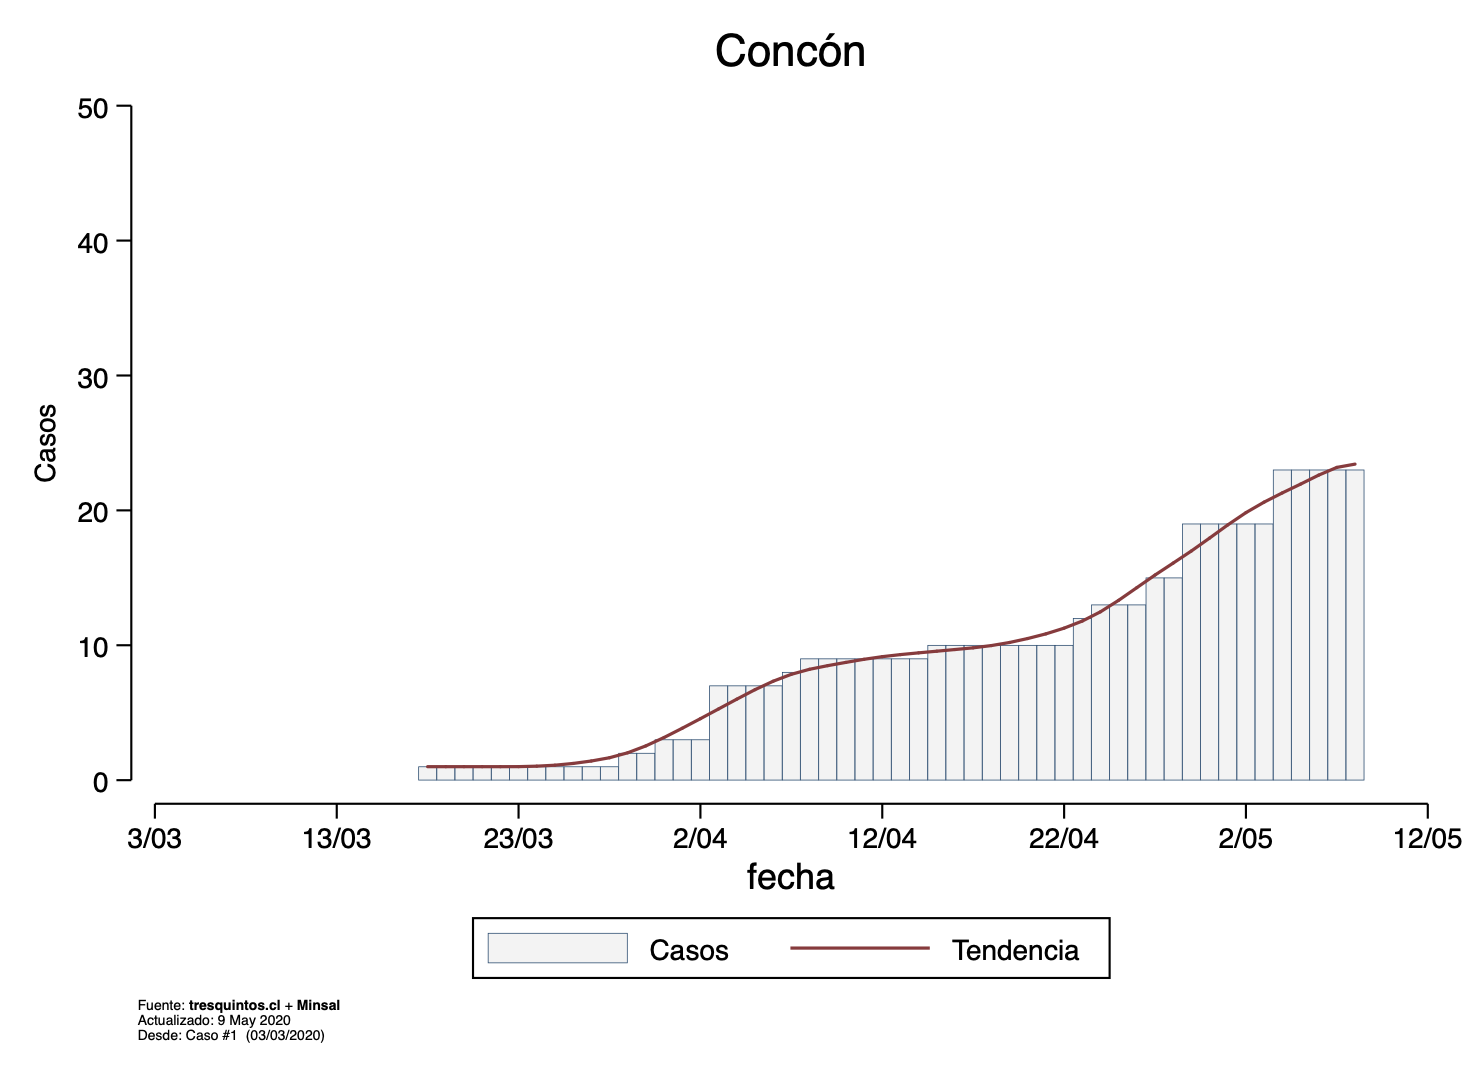 Concón
50
40
30
20
10
0
Casos
3/03 13/03 23/03 2/04 12/04 22/04 2/05 12/05
fecha
Casos Tendencia
Fuente: tresquintos.cl + Minsal
Actualizado: 9 May 2020
Desde: Caso #1 (03/03/2020)